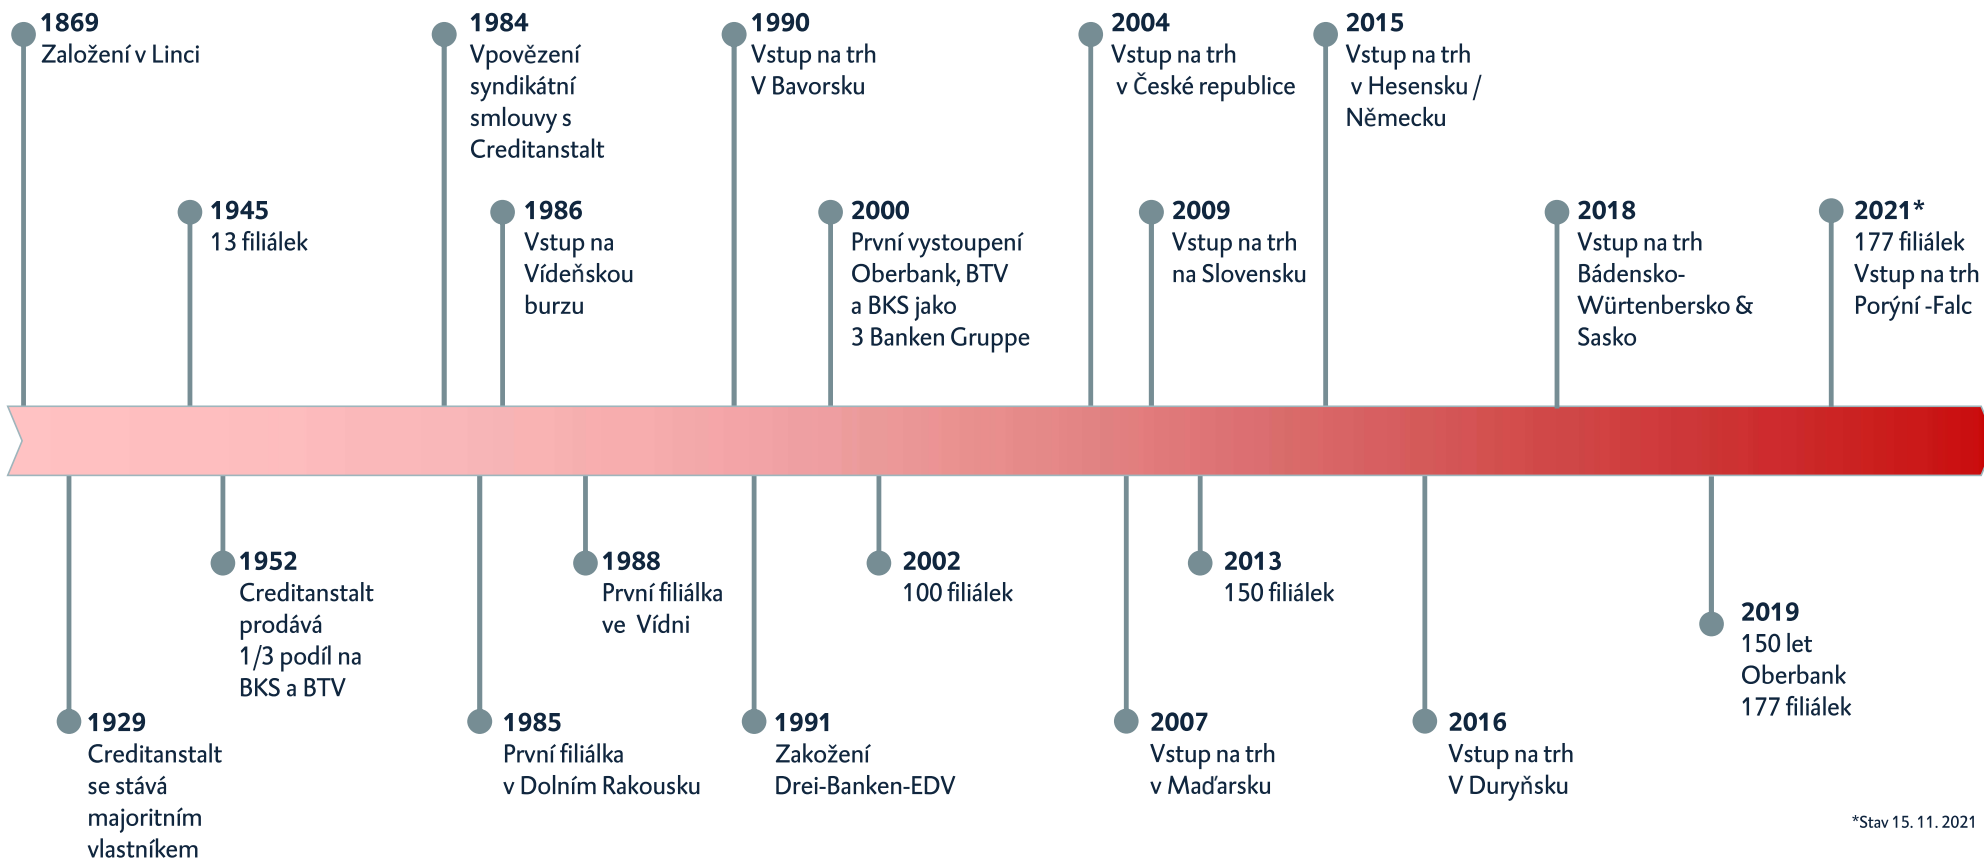 1869
Založení v Linci
1984
Vpovězení
syndikátní
smlouvy s
Creditanstalt
1990
Vstup na trh
V Bavorsku
2004
Vstup na trh
v České republice
2015
Vstup na trh
v Hesensku /
Německu
1945
13 filiálek
1986
Vstup na
Vídeňskou
burzu
2000
První vystoupení
Oberbank, BTV
a BKS jako
3 Banken Gruppe
2009
Vstup na trh
na Slovensku
2018
Vstup na trh
Bádensko-
Würtenbersko &
Sasko
2021*
177 filiálek
Vstup na trh
Porýní -Falc
1952
Creditanstalt
prodává
1/3 podíl na
BKS a BTV
1988
První filiálka
ve Vídni
2002
100 filiálek
2013
150 filiálek
2019
150 let
Oberbank
177 filiálek
1929
Creditanstalt
se stává
majoritním
vlastníkem
1985
První filiálka
v Dolním Rakousku
1991
Zakožení
Drei-Banken-EDV
2007
Vstup na trh
v Maďarsku
2016
Vstup na trh
V Duryňsku
*Stav 15. 11. 2021